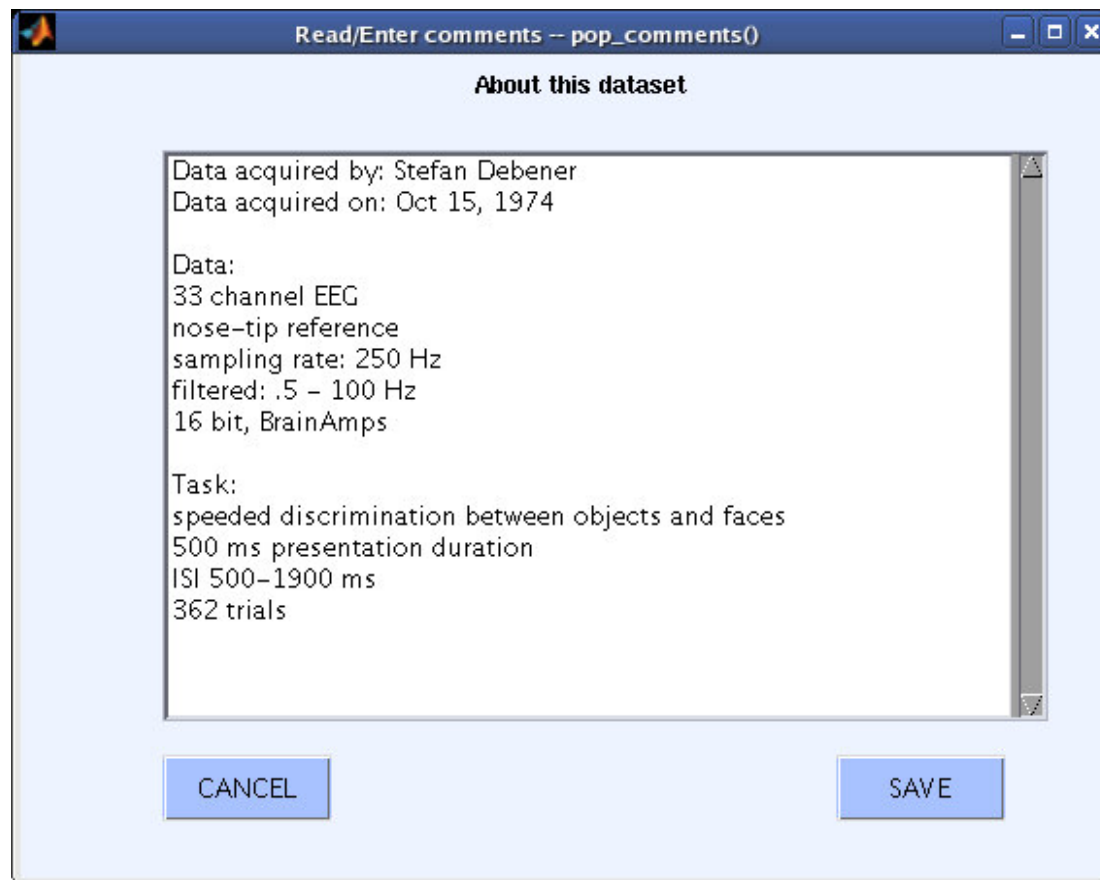 Read/Enter comments -- pop_comments()
About this dataset
Data acquired by: Stefan Debener
Data acquired on: Oct 15, 1974
Data:
33 channel EEG
nose-tip reference
sampling rate: 250 Hz
filtered: .5 - 100 Hz
16 bit, BrainAmps
Task:
speeded discrimination between objects and faces
500 ms presentation duration
ISI 500-1900 ms
362 trials
CANCEL
SAVE